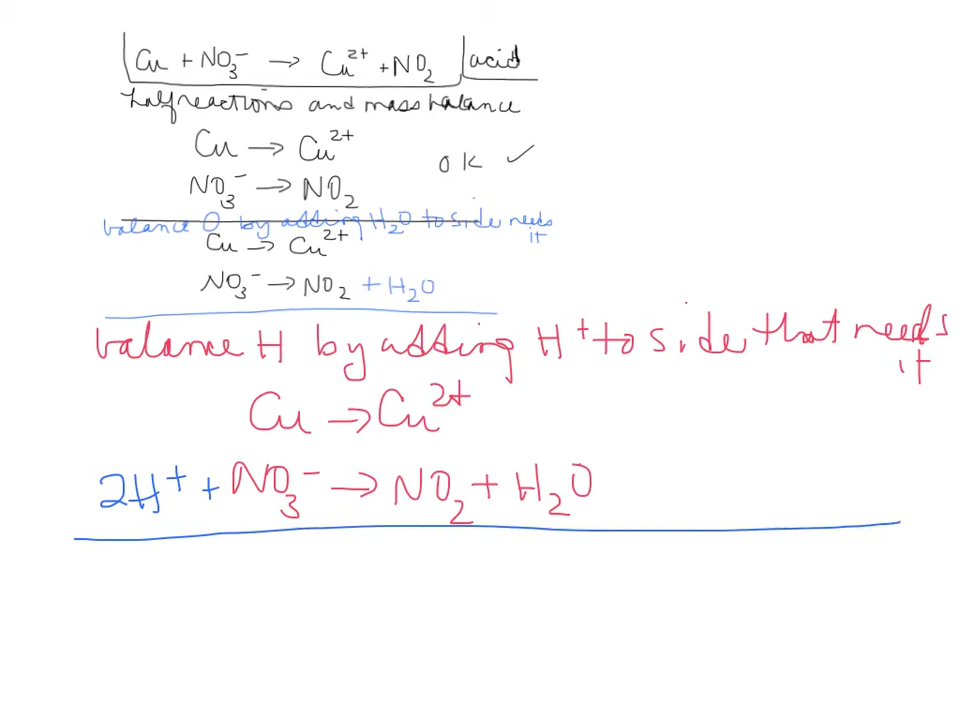 Cu + NO₃⁻ → Cu²⁺ + NO₂ acid
halfreactions and mass balance
Cu → Cu²⁺
OK ✓
NO₃⁻ → NO₂
balance O by adding H₂O to side needs it
Cu → Cu²⁺
NO₃⁻ → NO₂ + H₂O
balance H by adding H⁺ to side that needs
it
Cu → Cu²⁺
2H⁺ + NO₃⁻ → NO₂ + H₂O